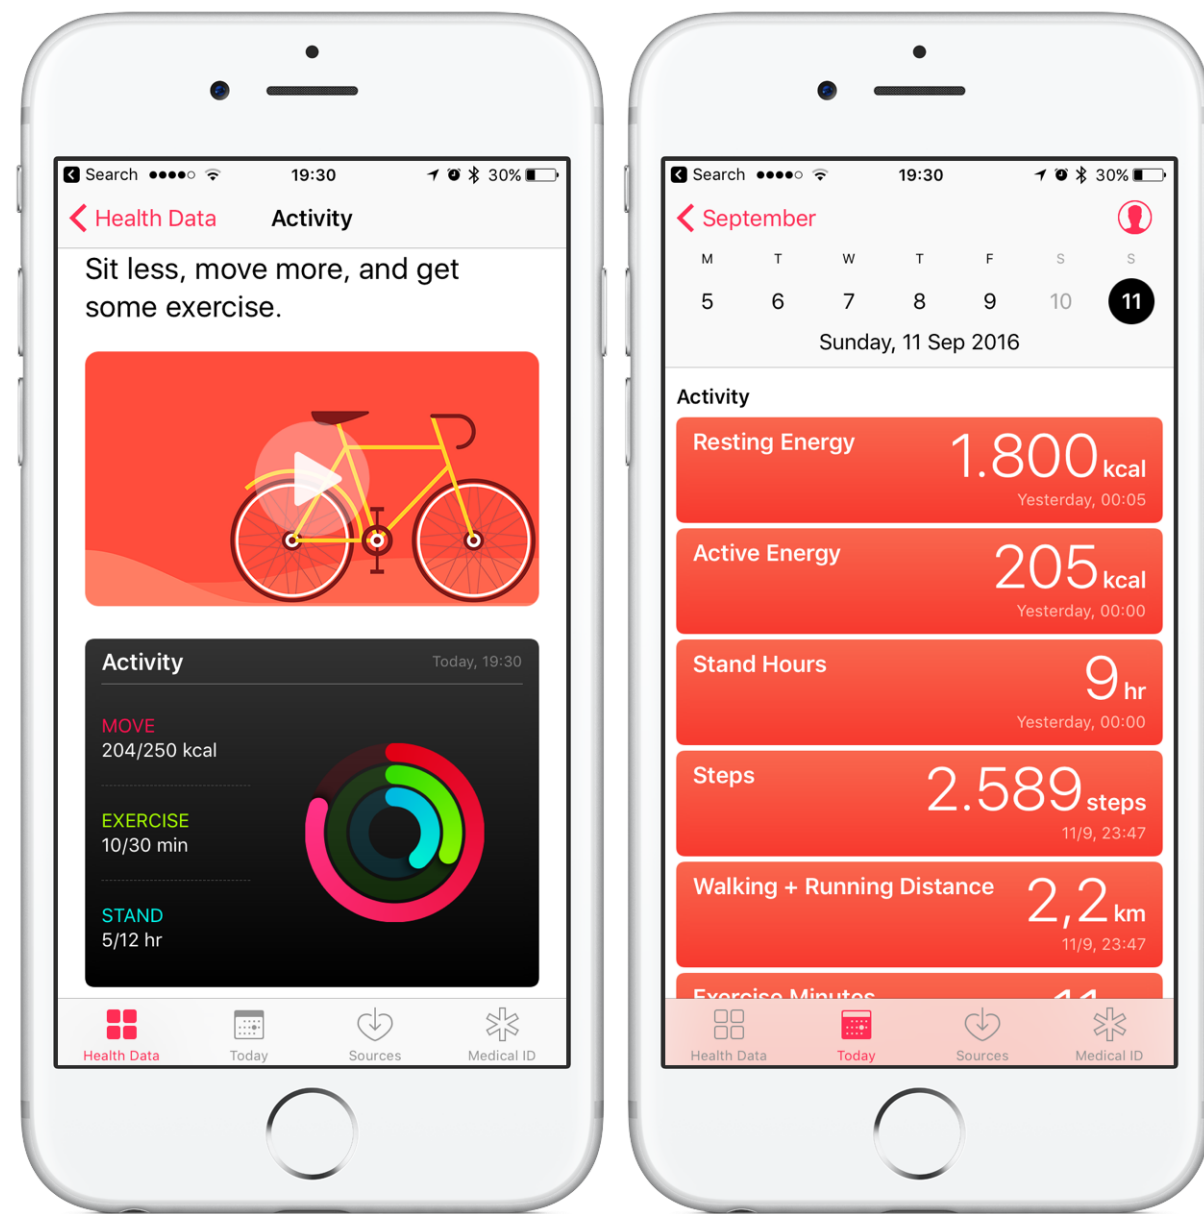 Search
19:30
30%
Health Data
Activity
Sit less, move more, and get
some exercise.
Activity
Today, 19:30
MOVE
204/250 kcal
EXERCISE
10/30 min
STAND
5/12 hr
Health Data
Today
Sources
Medical ID
Search
19:30
30%
September
M T W T F S S
5 6 7 8 9 10 11
Sunday, 11 Sep 2016
Activity
Resting Energy
1.800 kcal
Yesterday, 00:05
Active Energy
205 kcal
Yesterday, 00:00
Stand Hours
9 hr
Yesterday, 00:00
Steps
2.589 steps
11/9, 23:47
Walking + Running Distance
2,2 km
11/9, 23:47
Exercise Minutes
11
Health Data
Today
Sources
Medical ID